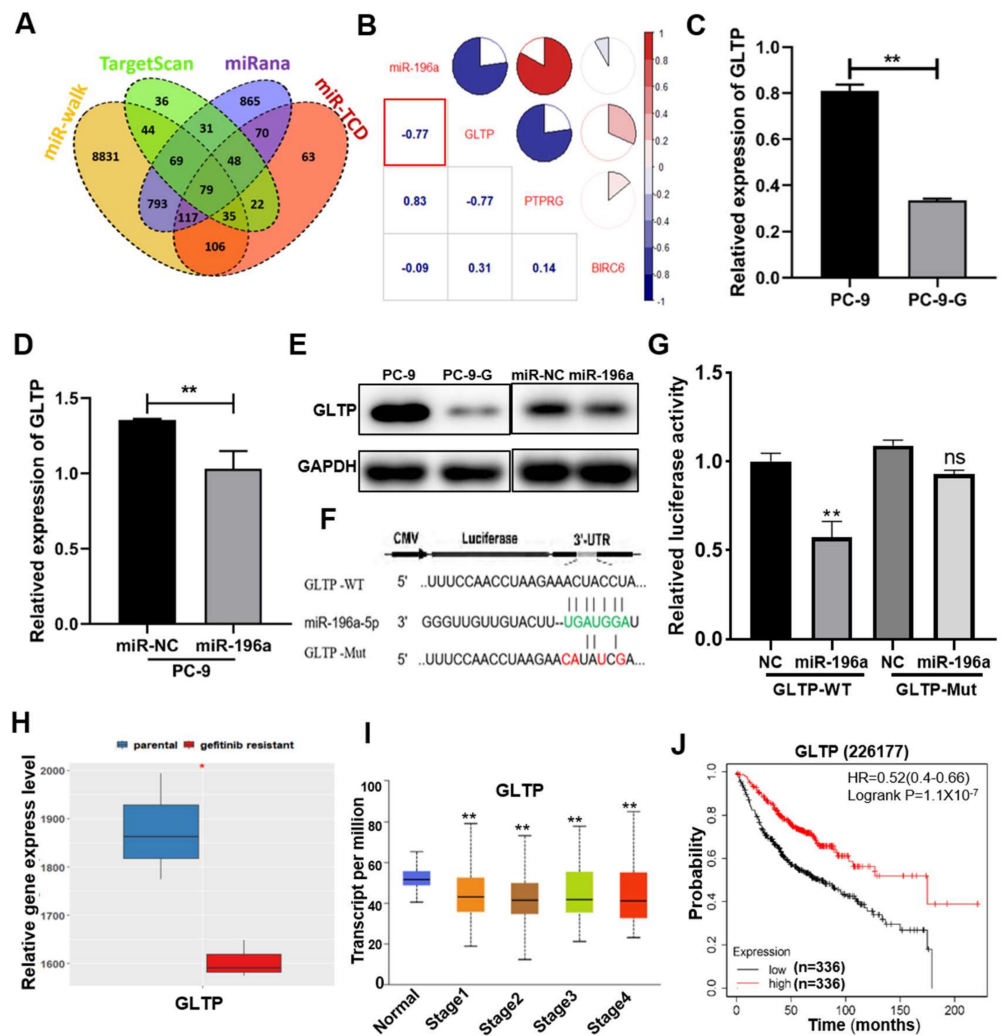 A
TargetScan
miRana
miR-walk
miR-TCD
36
865
44
31
70
8831
69
48
63
79
793
22
117
35
106
B
miR-196a
-0.77
GLTP
0.83
-0.77
PTPRG
-0.09
0.31
0.14
BIRC6
1
0.8
0.6
0.4
0.2
0
-0.2
-0.4
-0.6
-0.8
-1
C
Relatived expression of GLTP
1.0
0.8
0.6
0.4
0.2
0.0
**
PC-9
PC-9-G
D
Relatived expression of GLTP
1.5
1.0
0.5
0.0
**
miR-NC
miR-196a
PC-9
E
PC-9
PC-9-G
miR-NC
miR-196a
GLTP
GAPDH
F
CMV
Luciferase
3'-UTR
GLTP -WT 5' ..UUUCCAACCUAAGAAACUACCUA...
miR-196a-5p 3' GGGUUGUUGUACUU--UGAUGGAU
GLTP -Mut 5' ..UUUCCAACCUAAGAACAUAUCGA...
G
Relatived luciferase activity
1.5
1.0
0.5
0.0
**
ns
NC
miR-196a
NC
miR-196a
GLTP-WT
GLTP-Mut
H
parental
gefitinib resistant
Relative gene express level
2000
1900
1800
1700
1600
*
GLTP
I
GLTP
Transcript per million
100
80
60
40
20
0
**
**
**
**
Normal
Stage1
Stage2
Stage3
Stage4
J
GLTP (226177)
HR=0.52(0.4-0.66)
Logrank P=1.1X10⁻⁷
Probability
1.0
0.8
0.6
0.4
0.2
0.0
Expression
low (n=336)
high (n=336)
0
50
100
150
200
Time (months)